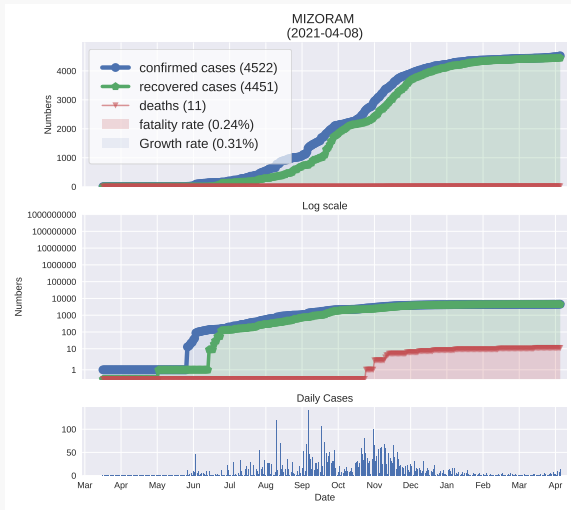 MIZORAM
(2021-04-08)
confirmed cases (4522)
recovered cases (4451)
deaths (11)
fatality rate (0.24%)
Growth rate (0.31%)
Numbers
4000
3000
2000
1000
0
Log scale
Numbers
1000000000
100000000
10000000
1000000
100000
10000
1000
100
10
1
Daily Cases
100
50
0
Mar Apr May Jun Jul Aug Sep Oct Nov Dec Jan Feb Mar Apr
Date